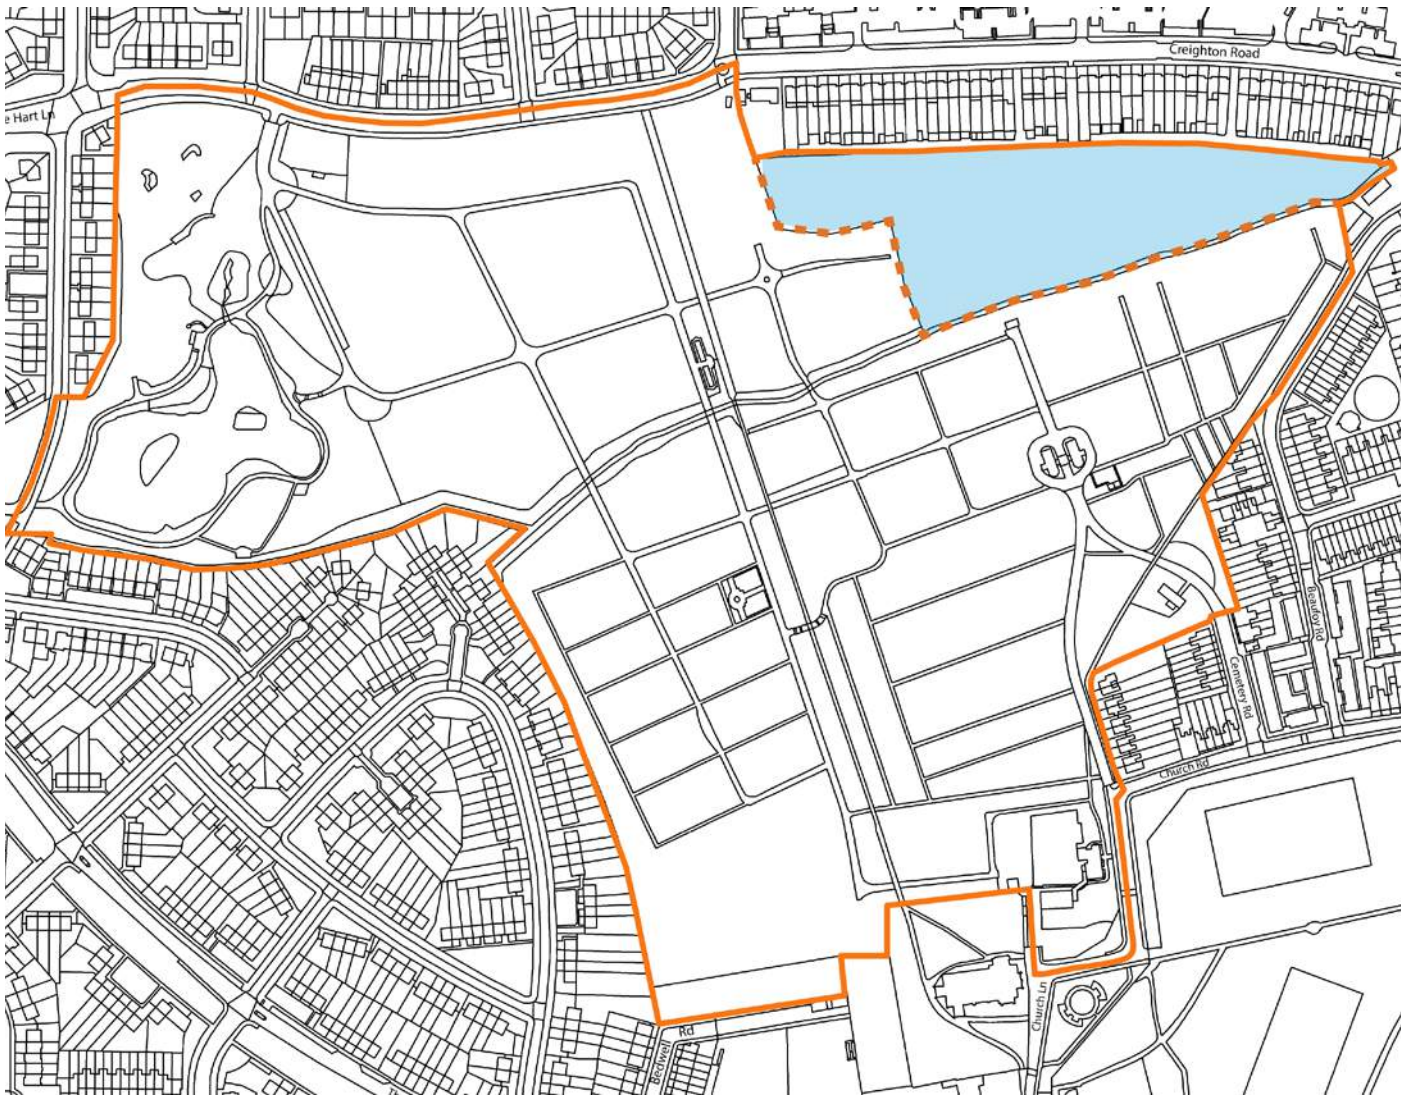 Creighton Road
e Hart Ln
Beaufoy Rd
Cemetery Rd
Church Rd
Church Ln
Bedwell
Rd